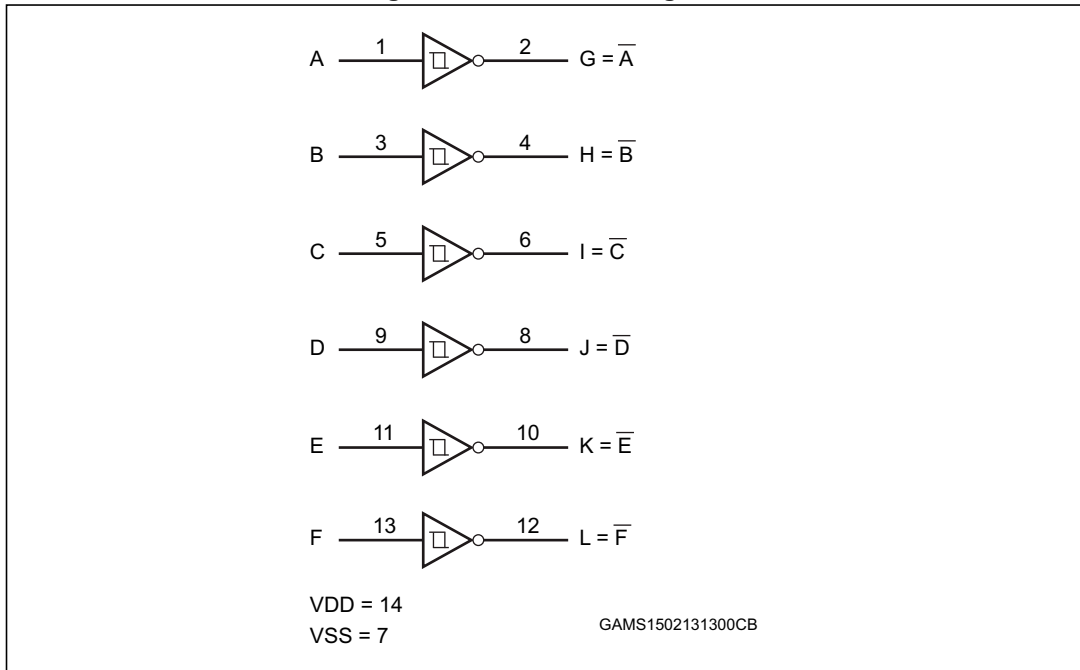 A 1 2 G = A̅
B 3 4 H = B̅
C 5 6 I = C̅
D 9 8 J = D̅
E 11 10 K = E̅
F 13 12 L = F̅
VDD = 14
VSS = 7
GAMS1502131300CB